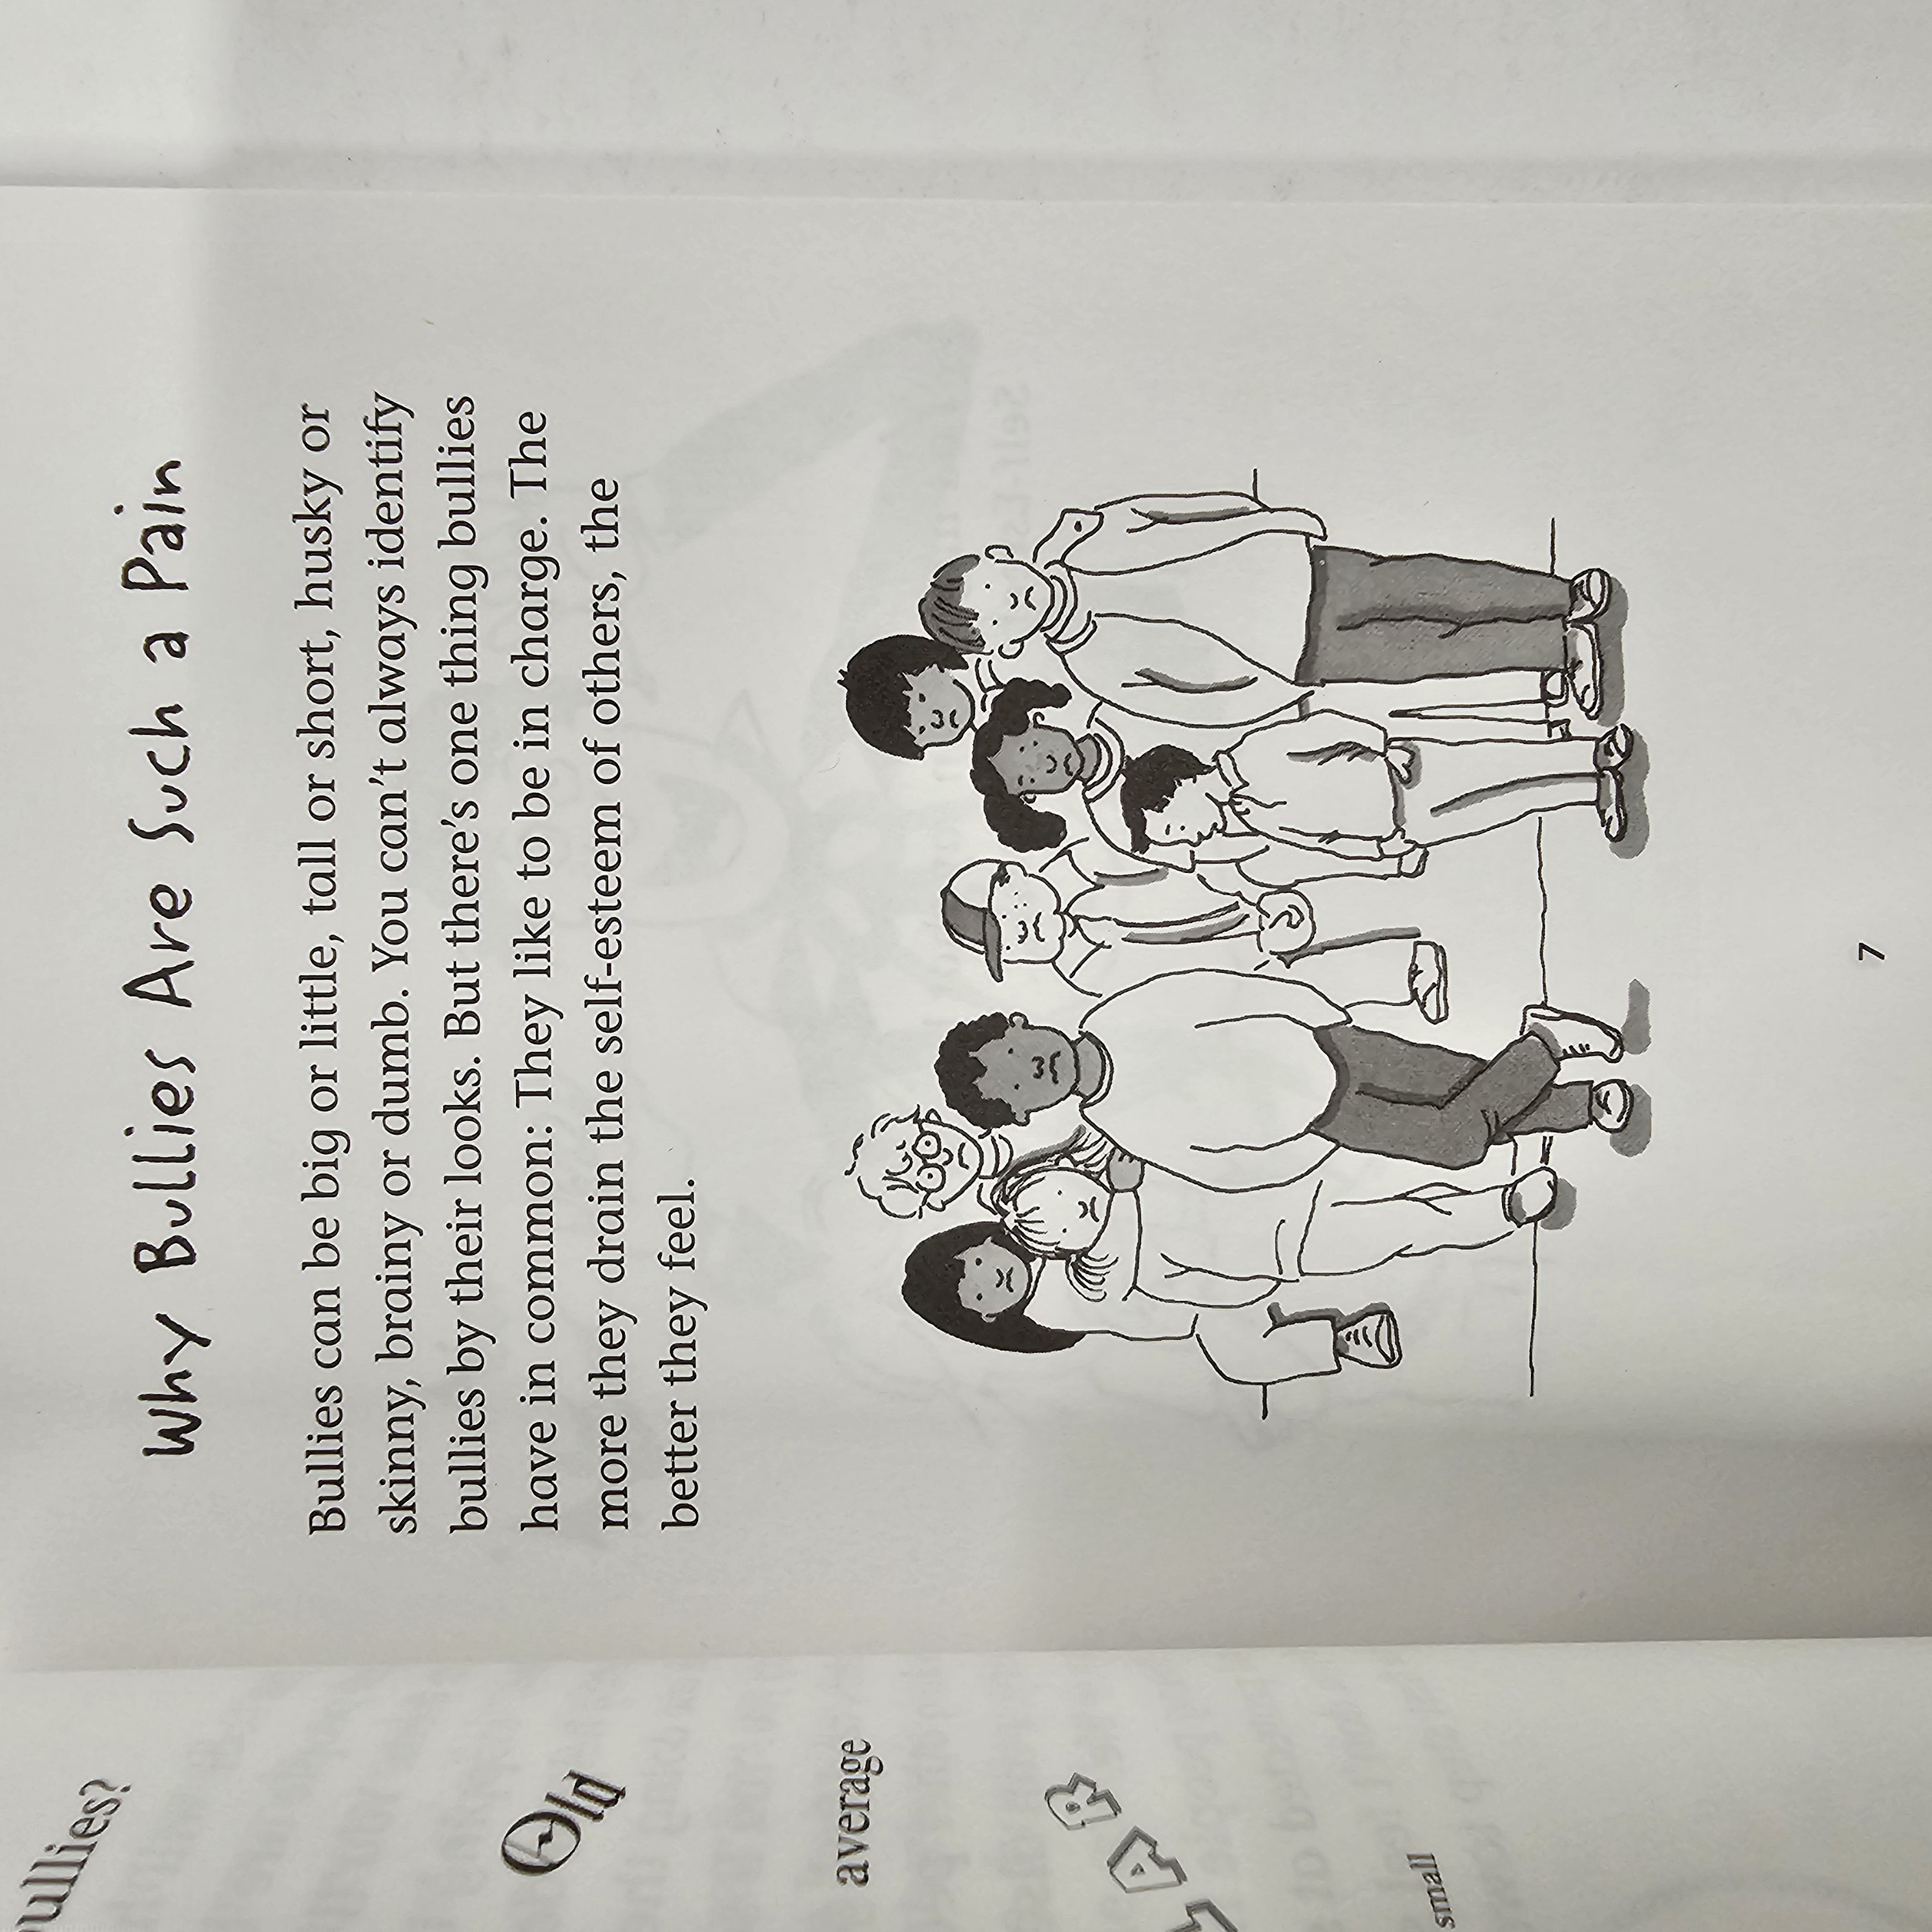 Old
average
small
Why Bullies Are Such a Pain
Bullies can be big or little, tall or short, husky or
skinny, brainy or dumb. You can't always identify
bullies by their looks. But there's one thing bullies
have in common: They like to be in charge. The
more they drain the self-esteem of others, the
better they feel.
7